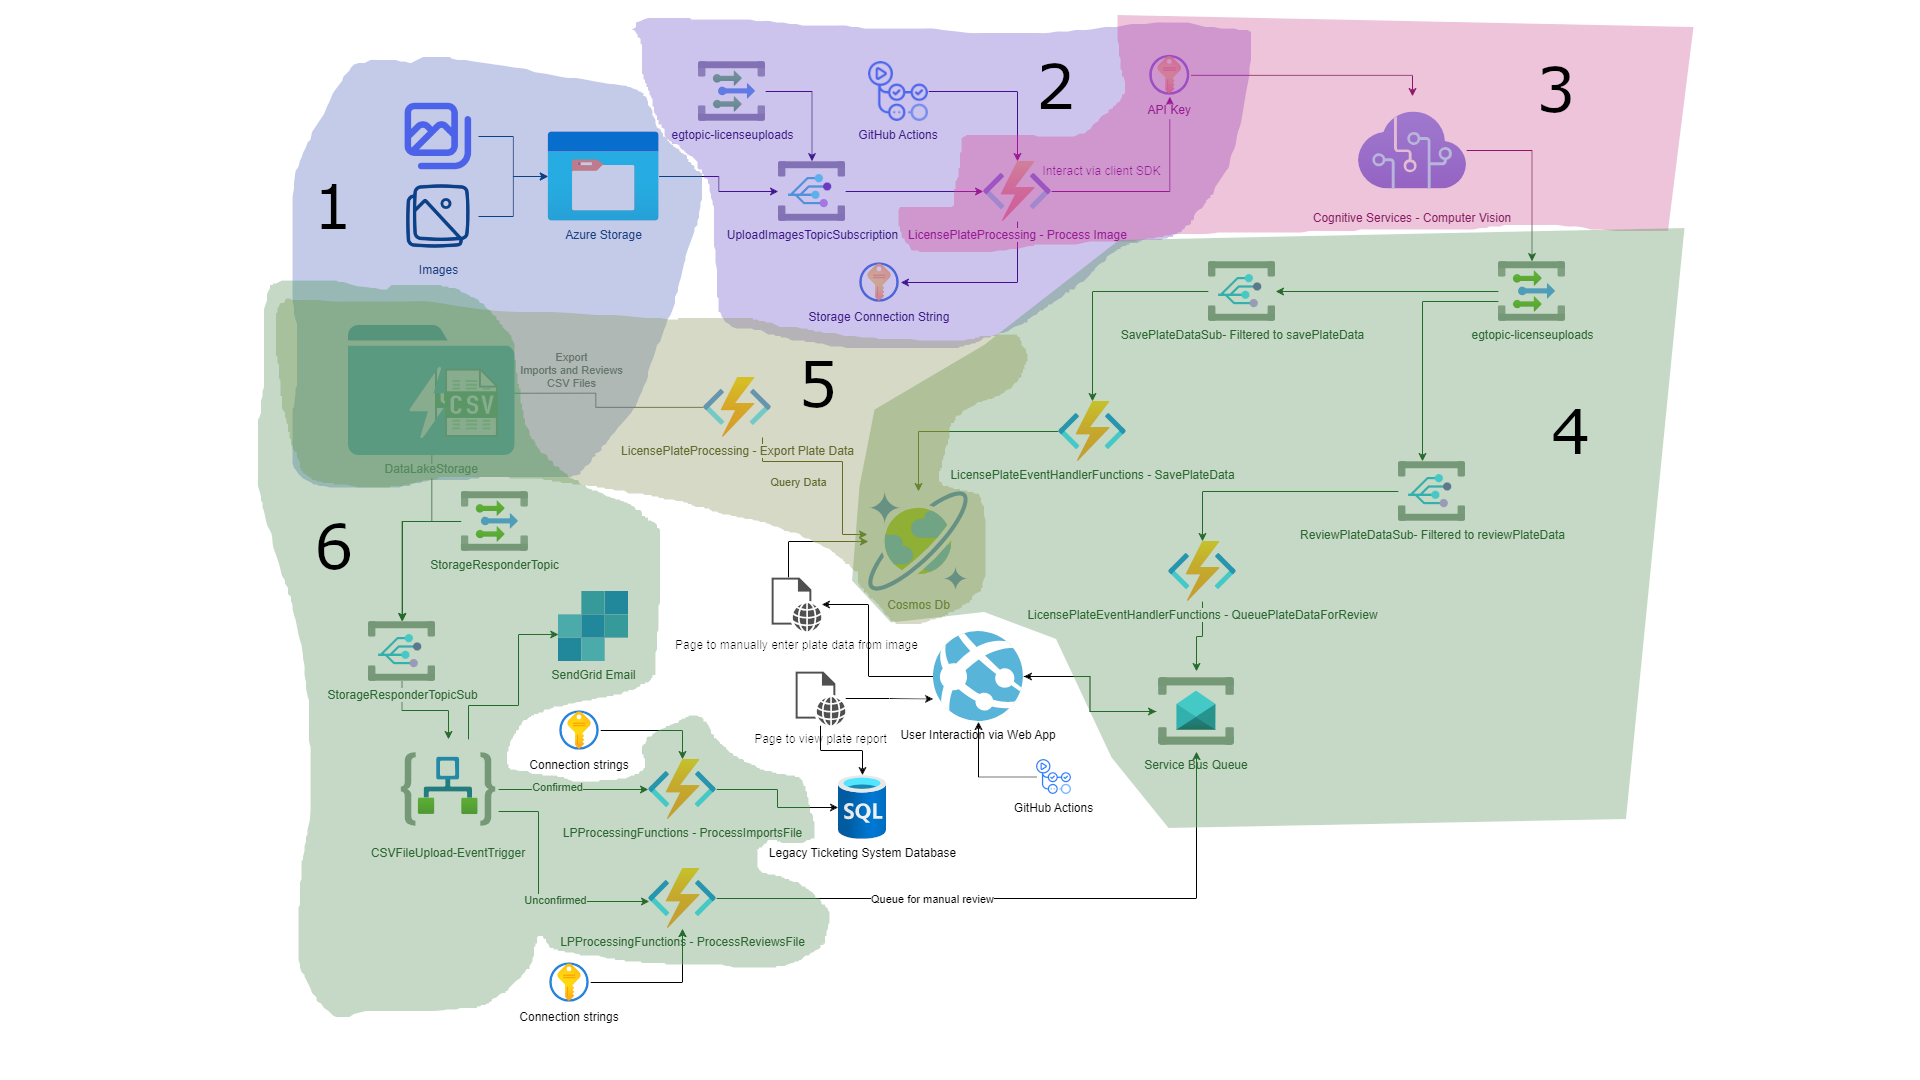 1
Images
Azure Storage
2
egtopic-licenseuploads
GitHub Actions
UploadImagesTopicSubscription
Interact via client SDK
LicensePlateProcessing - Process Image
Storage Connection String
3
API Key
Cognitive Services - Computer Vision
4
egtopic-licenseuploads
SavePlateDataSub- Filtered to savePlateData
LicensePlateEventHandlerFunctions - SavePlateData
ReviewPlateDataSub- Filtered to reviewPlateData
LicensePlateEventHandlerFunctions - QueuePlateDataForReview
Service Bus Queue
5
Export
Imports and Reviews
CSV Files
LicensePlateProcessing - Export Plate Data
Query Data
Cosmos Db
CSV
DataLakeStorage
6
StorageResponderTopic
StorageResponderTopicSub
SendGrid Email
CSVFileUpload-EventTrigger
Connection strings
Confirmed
LPProcessingFunctions - ProcessImportsFile
Unconfirmed
LPProcessingFunctions - ProcessReviewsFile
Connection strings
Queue for manual review
Page to manually enter plate data from image
Page to view plate report
User Interaction via Web App
GitHub Actions
SQL
Legacy Ticketing System Database